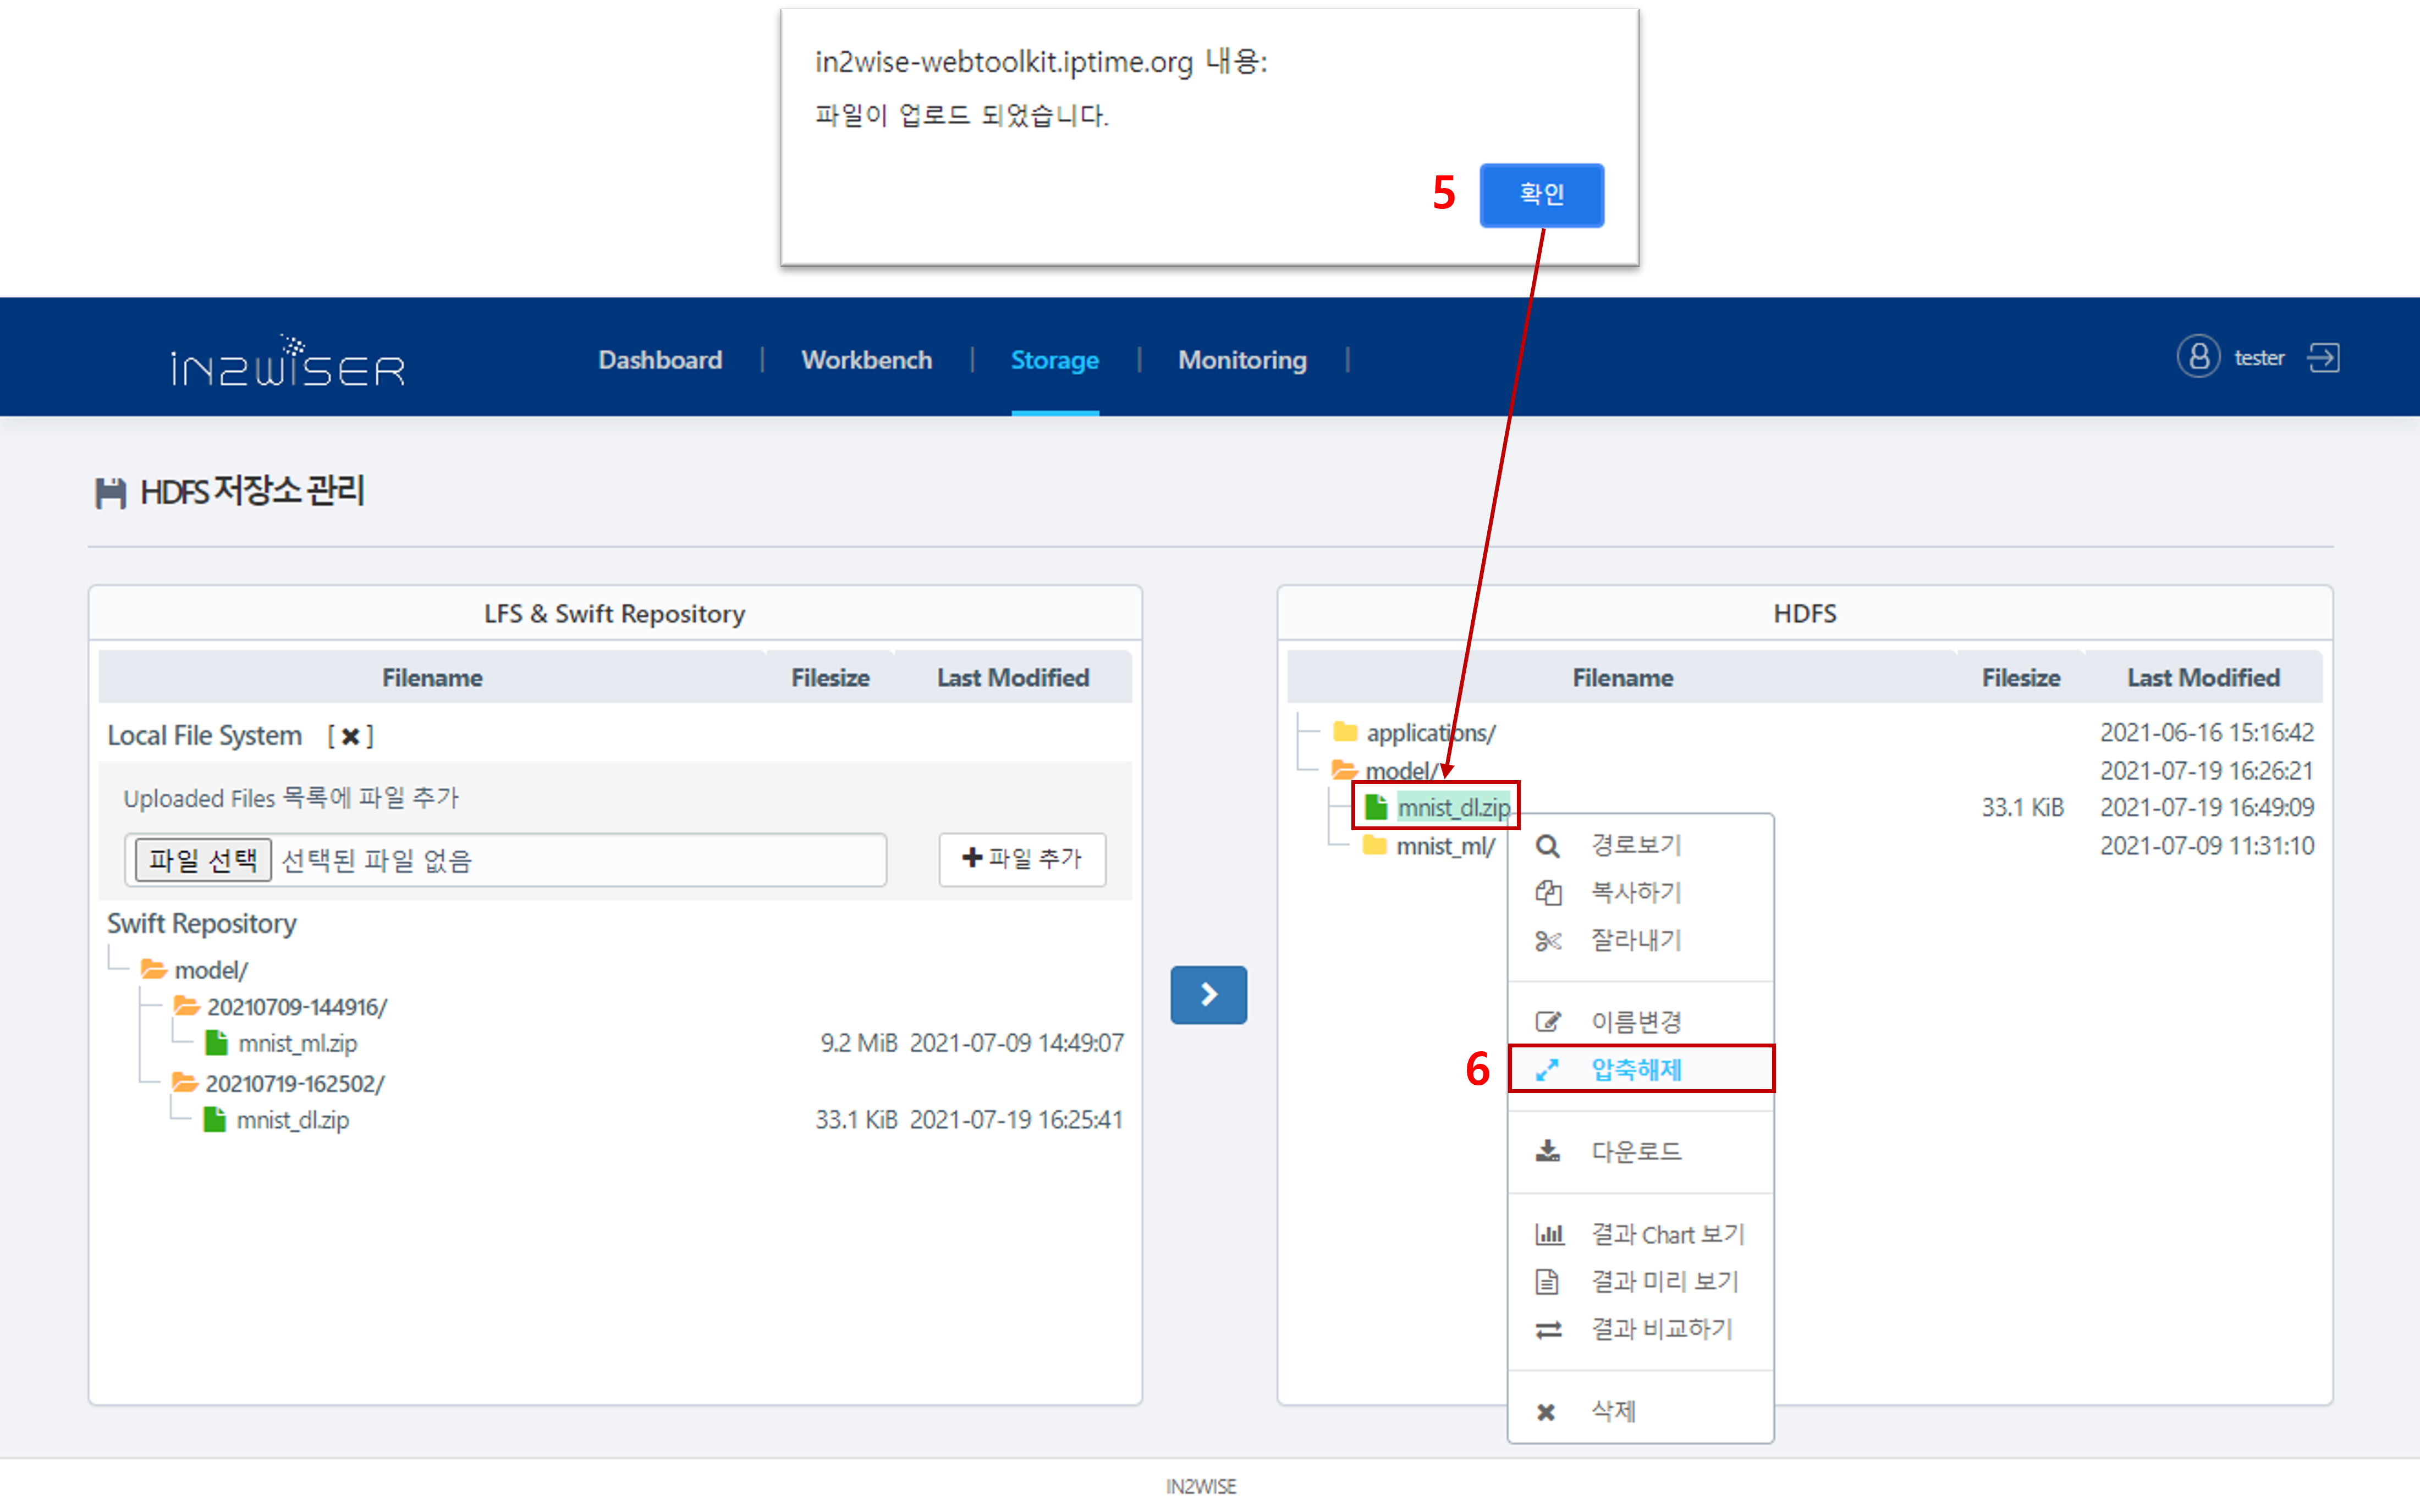 in2wise-webtoolkit.iptime.org 내용:
파일이 업로드 되었습니다.
5 확인
IN2WISER Dashboard | Workbench | Storage | Monitoring | tester
HDFS 저장소 관리
LFS & Swift Repository
Filename Filesize Last Modified
Local File System [✖]
Uploaded Files 목록에 파일 추가
파일 선택 선택된 파일 없음 ✚ 파일 추가
Swift Repository
model/
20210709-144916/
mnist_ml.zip 9.2 MiB 2021-07-09 14:49:07
20210719-162502/
mnist_dl.zip 33.1 KiB 2021-07-19 16:25:41
HDFS
Filename Filesize Last Modified
applications/ 2021-06-16 15:16:42
model/ 2021-07-19 16:26:21
mnist_dl.zip 33.1 KiB 2021-07-19 16:49:09
mnist_ml/ 2021-07-09 11:31:10
경로보기
복사하기
잘라내기
이름변경
6 압축해제
다운로드
결과 Chart 보기
결과 미리 보기
결과 비교하기
삭제
IN2WISE